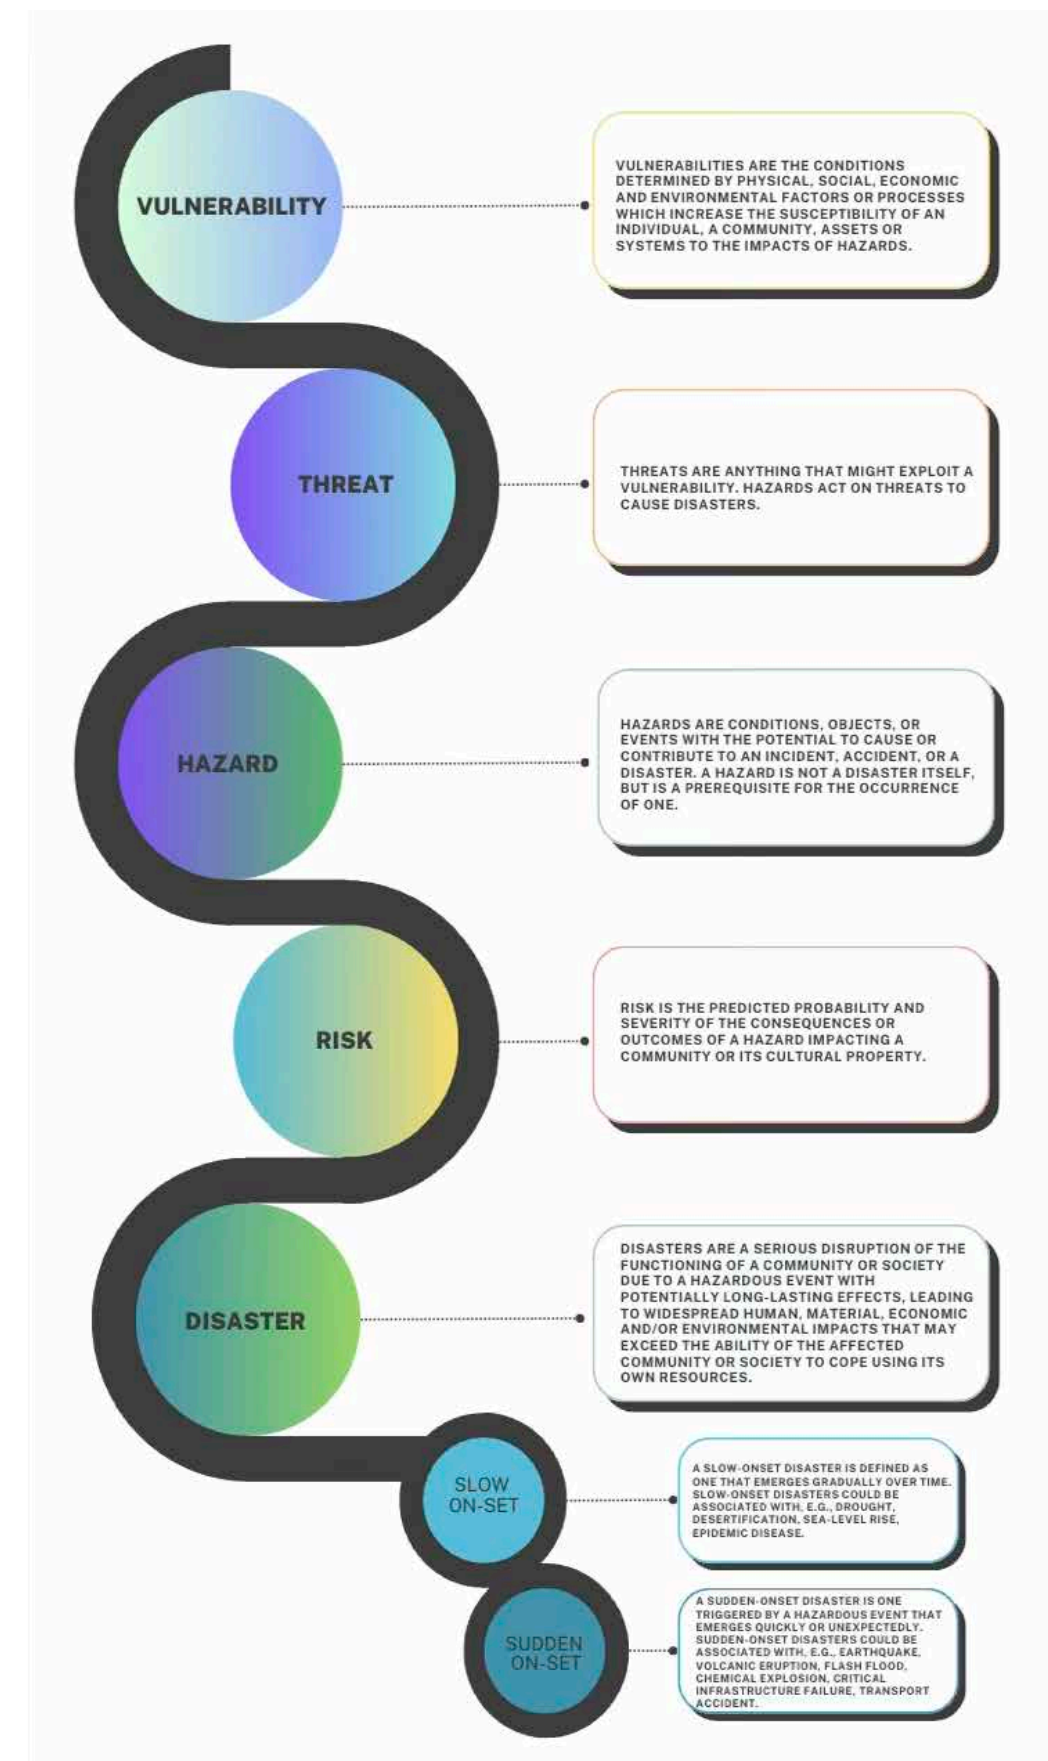 VULNERABILITY
VULNERABILITIES ARE THE CONDITIONS
DETERMINED BY PHYSICAL, SOCIAL, ECONOMIC
AND ENVIRONMENTAL FACTORS OR PROCESSES
WHICH INCREASE THE SUSCEPTIBILITY OF AN
INDIVIDUAL, A COMMUNITY, ASSETS OR
SYSTEMS TO THE IMPACTS OF HAZARDS.
THREAT
THREATS ARE ANYTHING THAT MIGHT EXPLOIT A
VULNERABILITY. HAZARDS ACT ON THREATS TO
CAUSE DISASTERS.
HAZARD
HAZARDS ARE CONDITIONS, OBJECTS, OR
EVENTS WITH THE POTENTIAL TO CAUSE OR
CONTRIBUTE TO AN INCIDENT, ACCIDENT, OR A
DISASTER. A HAZARD IS NOT A DISASTER ITSELF,
BUT IS A PREREQUISITE FOR THE OCCURRENCE
OF ONE.
RISK
RISK IS THE PREDICTED PROBABILITY AND
SEVERITY OF THE CONSEQUENCES OR
OUTCOMES OF A HAZARD IMPACTING A
COMMUNITY OR ITS CULTURAL PROPERTY.
DISASTER
DISASTERS ARE A SERIOUS DISRUPTION OF THE
FUNCTIONING OF A COMMUNITY OR SOCIETY
DUE TO A HAZARDOUS EVENT WITH
POTENTIALLY LONG-LASTING EFFECTS, LEADING
TO WIDESPREAD HUMAN, MATERIAL, ECONOMIC
AND/OR ENVIRONMENTAL IMPACTS THAT MAY
EXCEED THE ABILITY OF THE AFFECTED
COMMUNITY OR SOCIETY TO COPE USING ITS
OWN RESOURCES.
SLOW
ON-SET
A SLOW-ONSET DISASTER IS DEFINED AS
ONE THAT EMERGES GRADUALLY OVER TIME.
SLOW-ONSET DISASTERS COULD BE
ASSOCIATED WITH, E.G., DROUGHT,
DESERTIFICATION, SEA-LEVEL RISE,
EPIDEMIC DISEASE.
SUDDEN
ON-SET
A SUDDEN-ONSET DISASTER IS ONE
TRIGGERED BY A HAZARDOUS EVENT THAT
EMERGES QUICKLY OR UNEXPECTEDLY.
SUDDEN-ONSET DISASTERS COULD BE
ASSOCIATED WITH, E.G., EARTHQUAKE,
VOLCANIC ERUPTION, FLASH FLOOD,
CHEMICAL EXPLOSION, CRITICAL
INFRASTRUCTURE FAILURE, TRANSPORT
ACCIDENT.